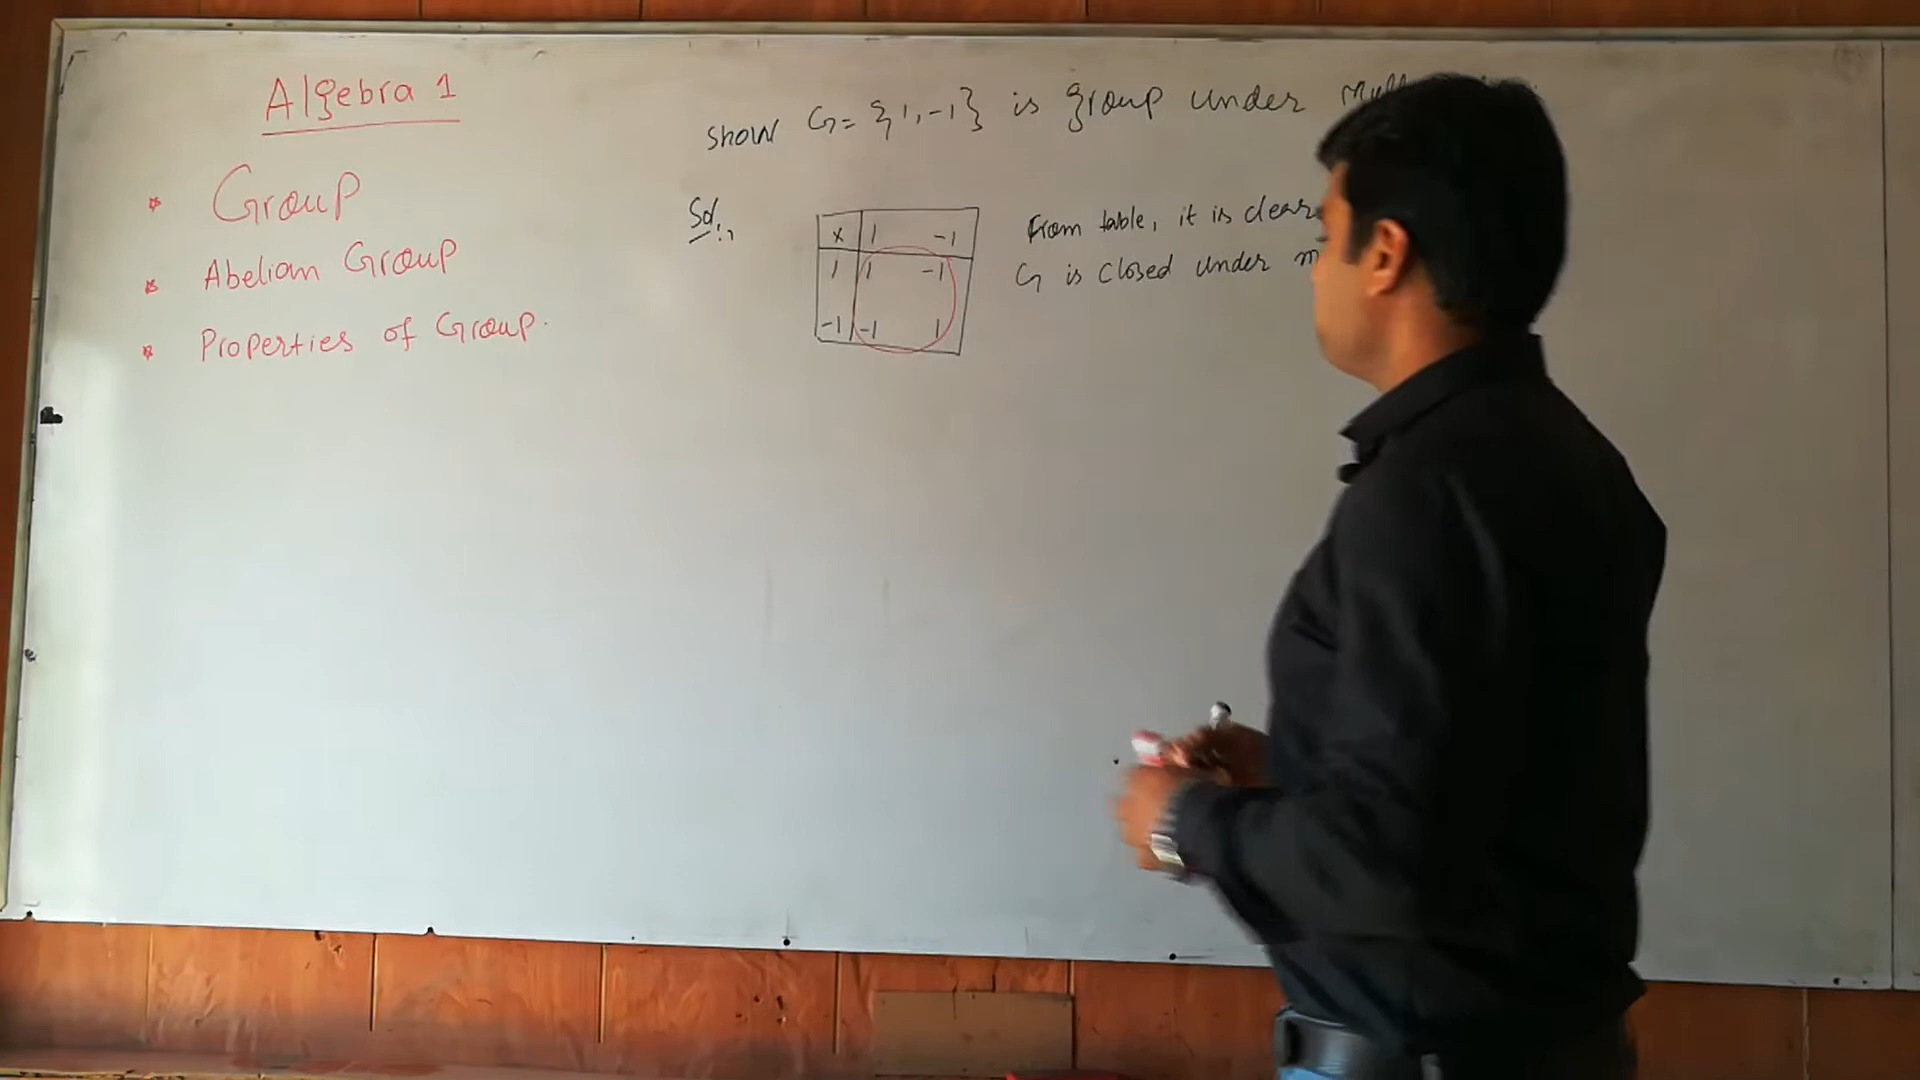 Algebra 1
* Group
* Abelian Group
* Properties of Group.
Show G = {1, -1} is group under
Sol:,
x 1 -1
1 1 -1
-1 -1 1
From table, it is clear
G is closed under